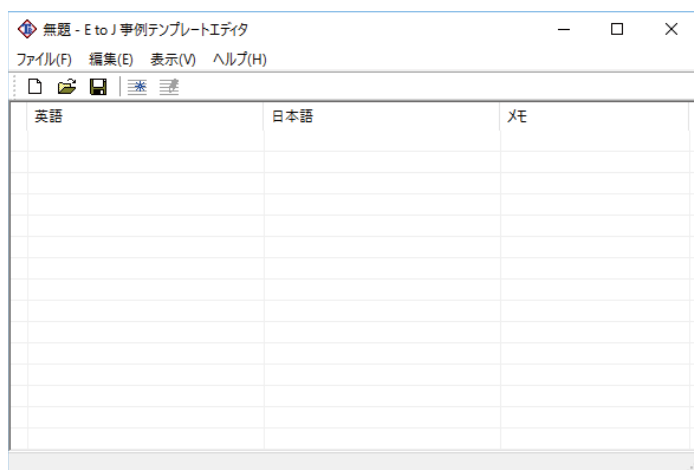 無題 - E to J 事例テンプレートエディタ
ファイル(F) 編集(E) 表示(V) ヘルプ(H)
英語 日本語 メモ